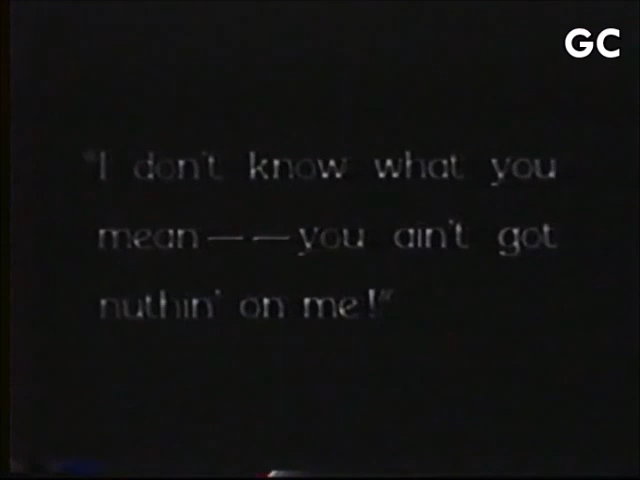 GC
"I don't know what you
mean — — you ain't got
nuthin' on me!"